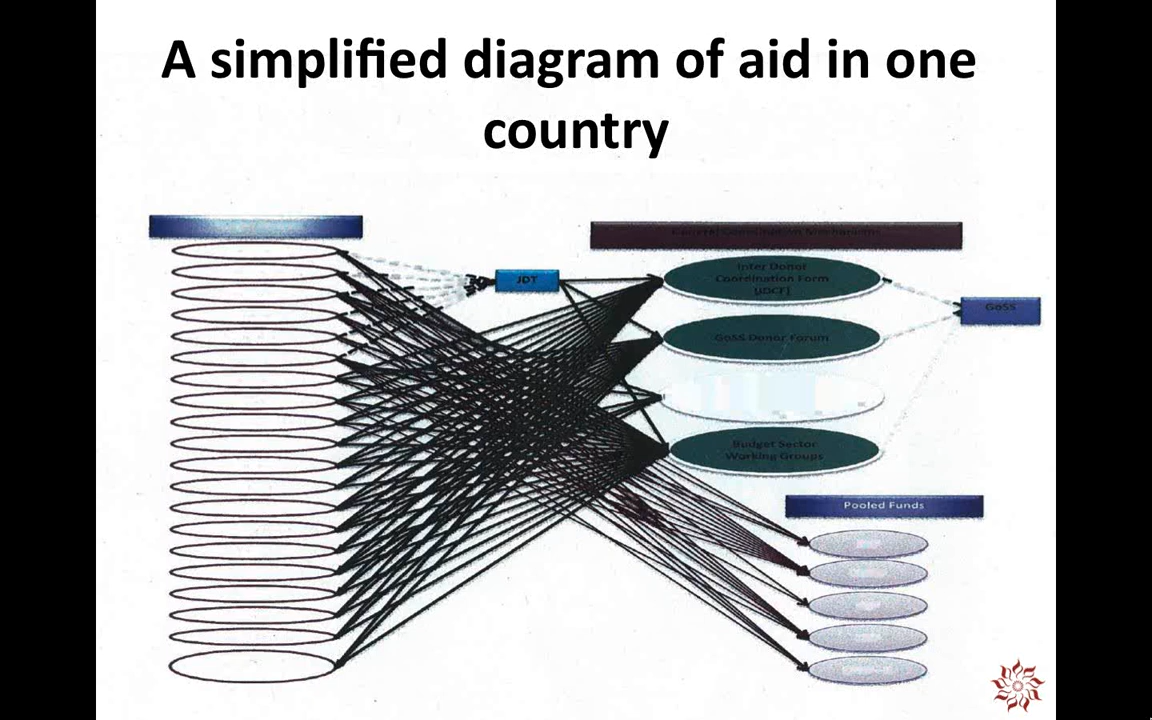 A simplified diagram of aid in one
country
JDT
Inter Donor
Coordination Form
[IDCF]
GoSS
GoSS Donor Forum
Budget Sector
Working Groups
Pooled Funds